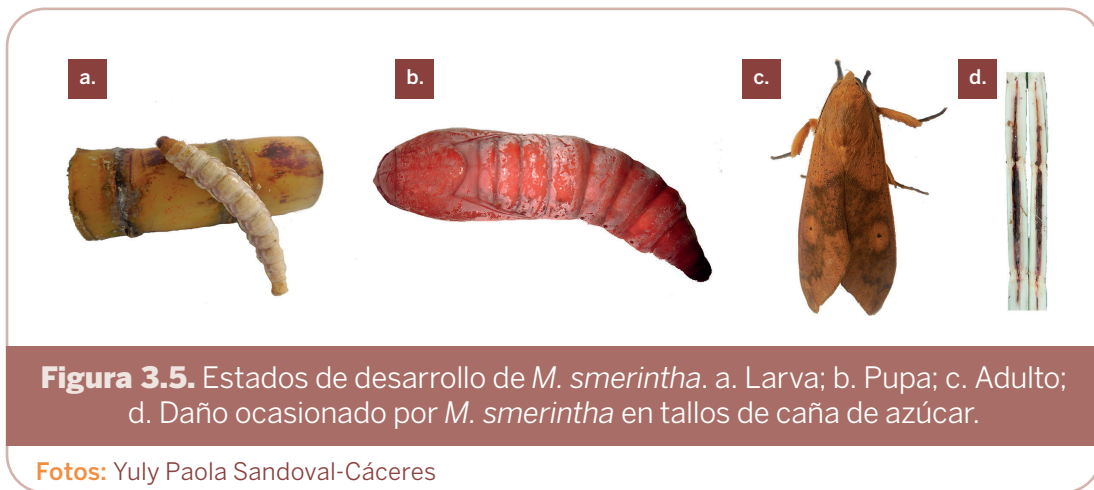 a.
b.
c.
d.
Figura 3.5. Estados de desarrollo de M. smerintha. a. Larva; b. Pupa; c. Adulto;
d. Daño ocasionado por M. smerintha en tallos de caña de azúcar.
Fotos: Yuly Paola Sandoval-Cáceres